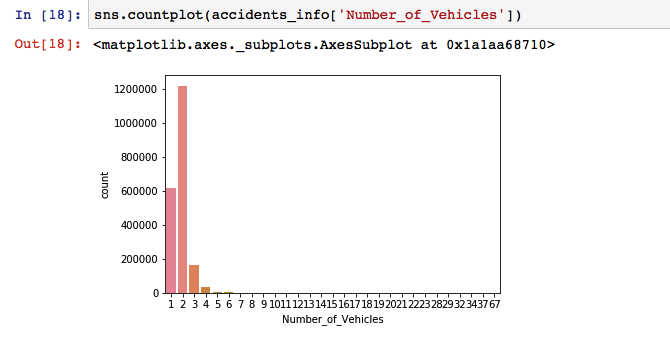 In [18]: sns.countplot(accidents_info['Number_of_Vehicles'])
Out[18]: <matplotlib.axes._subplots.AxesSubplot at 0x1a1aa68710>
1200000
1000000
800000
600000
400000
200000
0
count
1 2 3 4 5 6 7 8 9 10 11 12 13 14 15 16 17 18 19 20 21 22 23 28 29 32 34 37 67
Number_of_Vehicles